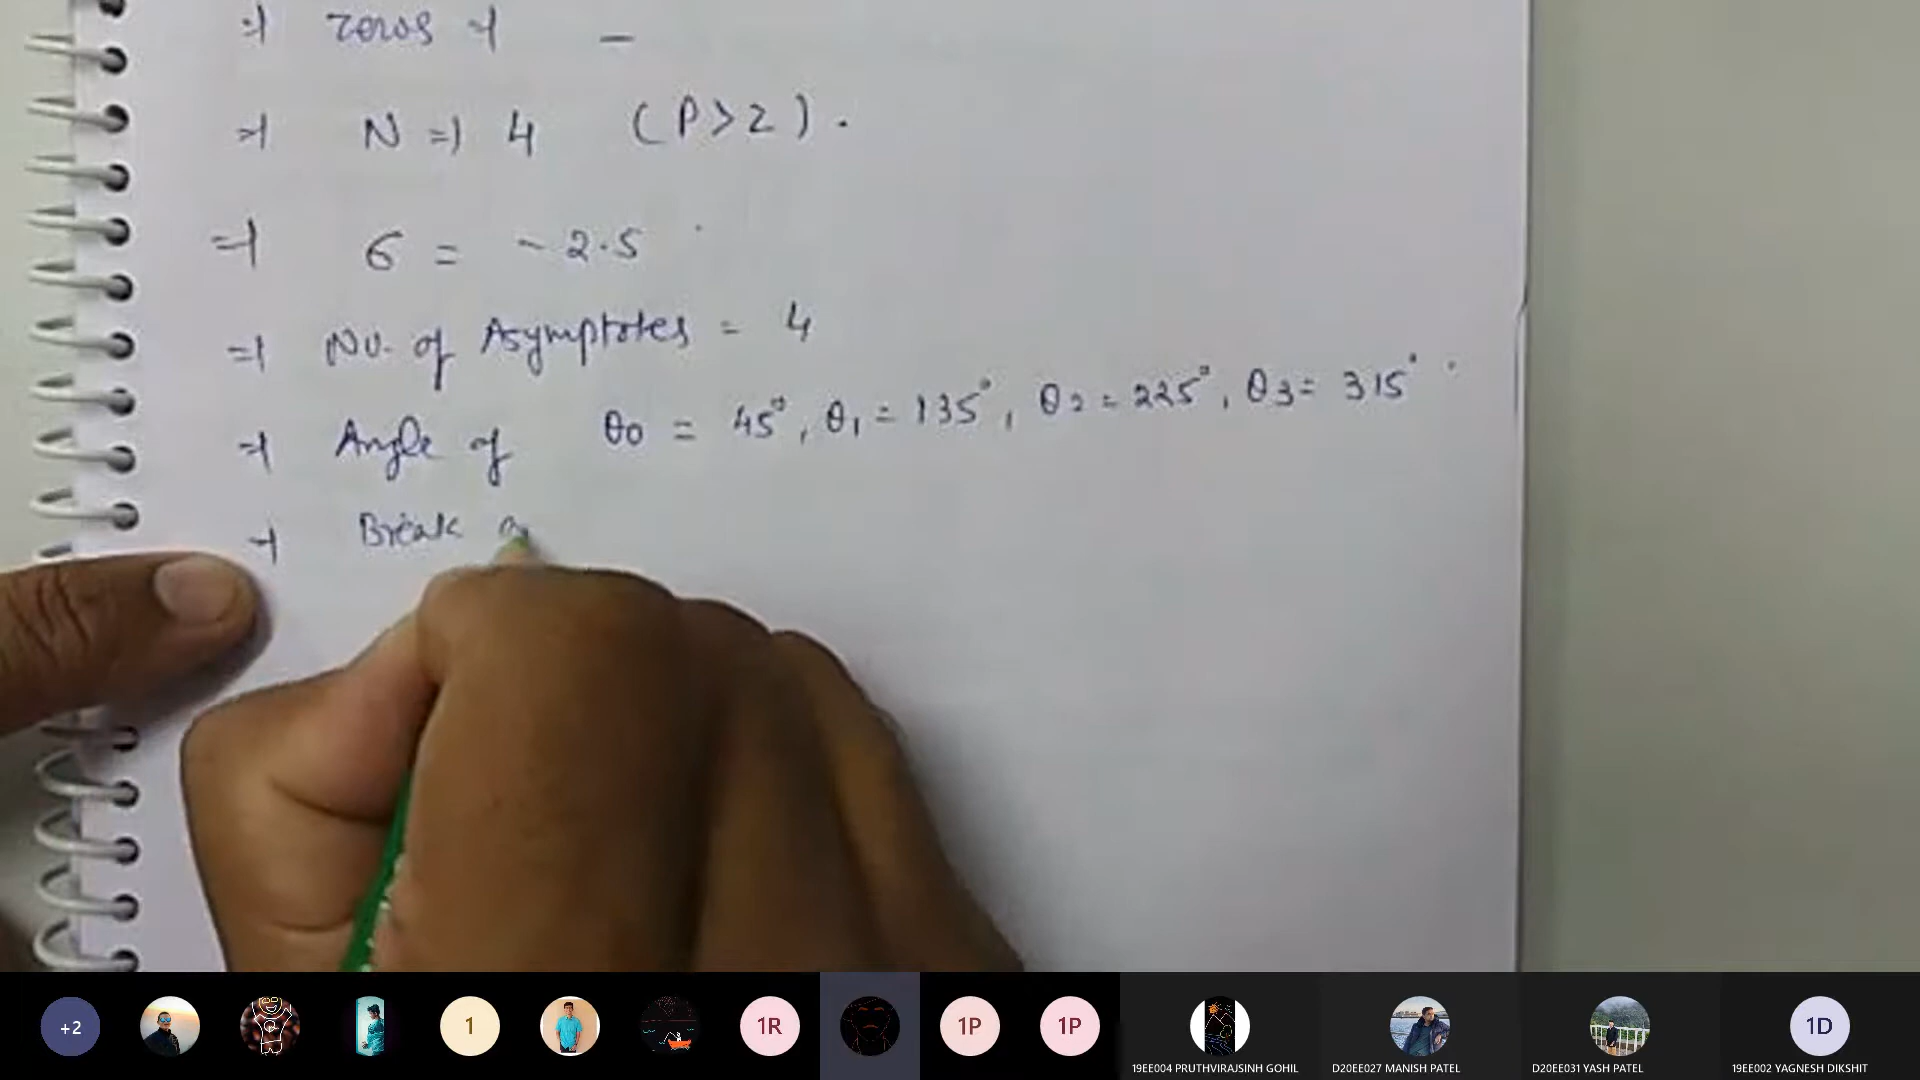 ⇒ zeros ⇒ –
⇒ N ⇒ 4 (P>Z).
⇒ σ = -2.5
⇒ No. of Asymptotes = 4
⇒ Angle of θ0 = 45°, θ1 = 135°, θ2 = 225°, θ3 = 315°.
⇒ Break
+2 1 1R 1P 1P 1D
19EE004 PRUTHVIRAJSINH GOHIL D20EE027 MANISH PATEL D20EE031 YASH PATEL 19EE002 YAGNESH DIKSHIT